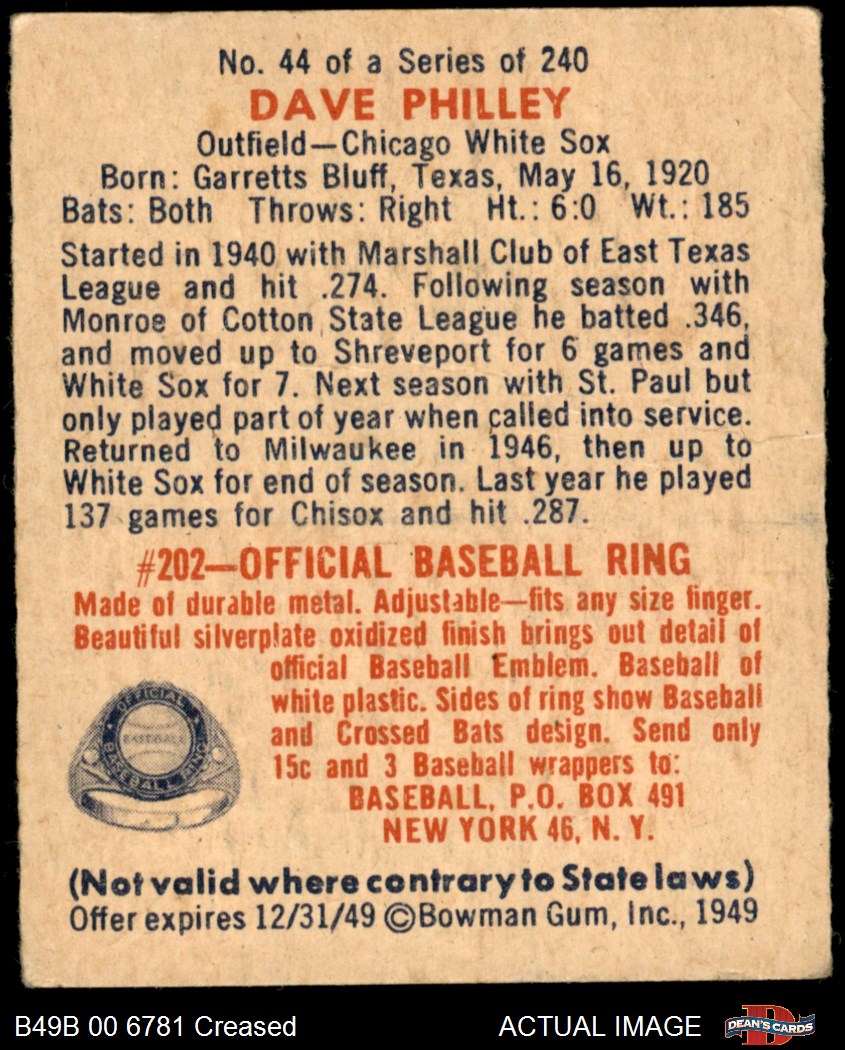 No. 44 of a Series of 240
DAVE PHILLEY
Outfield—Chicago White Sox
Born: Garretts Bluff, Texas, May 16, 1920
Bats: Both Throws: Right Ht.: 6:0 Wt.: 185
Started in 1940 with Marshall Club of East Texas
League and hit .274. Following season with
Monroe of Cotton State League he batted .346,
and moved up to Shreveport for 6 games and
White Sox for 7. Next season with St. Paul but
only played part of year when called into service.
Returned to Milwaukee in 1946, then up to
White Sox for end of season. Last year he played
137 games for Chisox and hit .287.
#202—OFFICIAL BASEBALL RING
Made of durable metal. Adjustable—fits any size finger.
Beautiful silverplate oxidized finish brings out detail of
official Baseball Emblem. Baseball of
white plastic. Sides of ring show Baseball
and Crossed Bats design. Send only
15c and 3 Baseball wrappers to:
BASEBALL, P.O. BOX 491
NEW YORK 46, N. Y.
OFFICIAL
BASEBALL
BASEBALL RING
(Not valid where contrary to State laws)
Offer expires 12/31/49 ©Bowman Gum, Inc., 1949
B49B 00 6781 Creased
ACTUAL IMAGE
D
DEAN'S CARDS